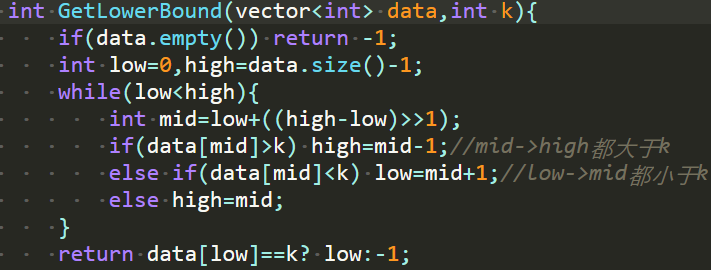 int GetLowerBound(vector<int> data,int k){
if(data.empty()) return -1;
int low=0,high=data.size()-1;
while(low<high){
int mid=low+((high-low)>>1);
if(data[mid]>k) high=mid-1;//mid->high都大于k
else if(data[mid]<k) low=mid+1;//low->mid都小于k
else high=mid;
}
return data[low]==k? low:-1;